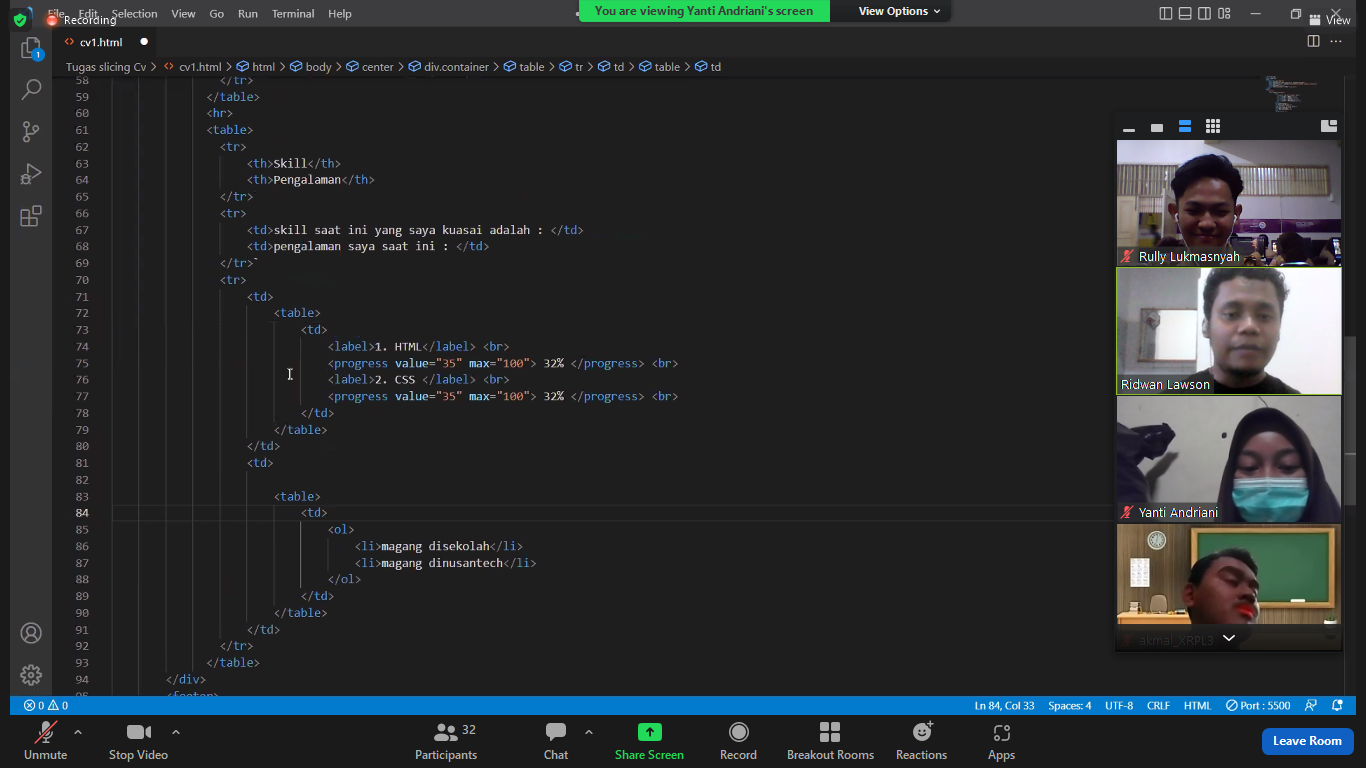 File Edit Selection View Go Run Terminal Help
Recording
You are viewing Yanti Andriani's screen
View Options
View
cv1.html
1
Tugas slicing Cv > cv1.html > html > body > center > div.container > table > tr > td > table > td
58 </tr>
59 </table>
60 <hr>
61 <table>
62 <tr>
63 <th>Skill</th>
64 <th>Pengalaman</th>
65 </tr>
66 <tr>
67 <td>skill saat ini yang saya kuasai adalah : </td>
68 <td>pengalaman saya saat ini : </td>
69 </tr>`
70 <tr>
71 <td>
72 <table>
73 <td>
74 <label>1. HTML</label> <br>
75 <progress value="35" max="100"> 32% </progress> <br>
76 <label>2. CSS </label> <br>
77 <progress value="35" max="100"> 32% </progress> <br>
78 </td>
79 </table>
80 </td>
81 <td>
82
83 <table>
84 <td>
85 <ol>
86 <li>magang disekolah</li>
87 <li>magang dinusantech</li>
88 </ol>
89 </td>
90 </table>
91 </td>
92 </tr>
93 </table>
94 </div>
95 <footer>
Rully Lukmasnyah
Ridwan Lawson
Yanti Andriani
akmal_XRPL3
0 0
Ln 84, Col 33 Spaces: 4 UTF-8 CRLF HTML Port : 5500
Unmute
Stop Video
Participants 32
Chat
Share Screen
Record
Breakout Rooms
Reactions
Apps
Leave Room